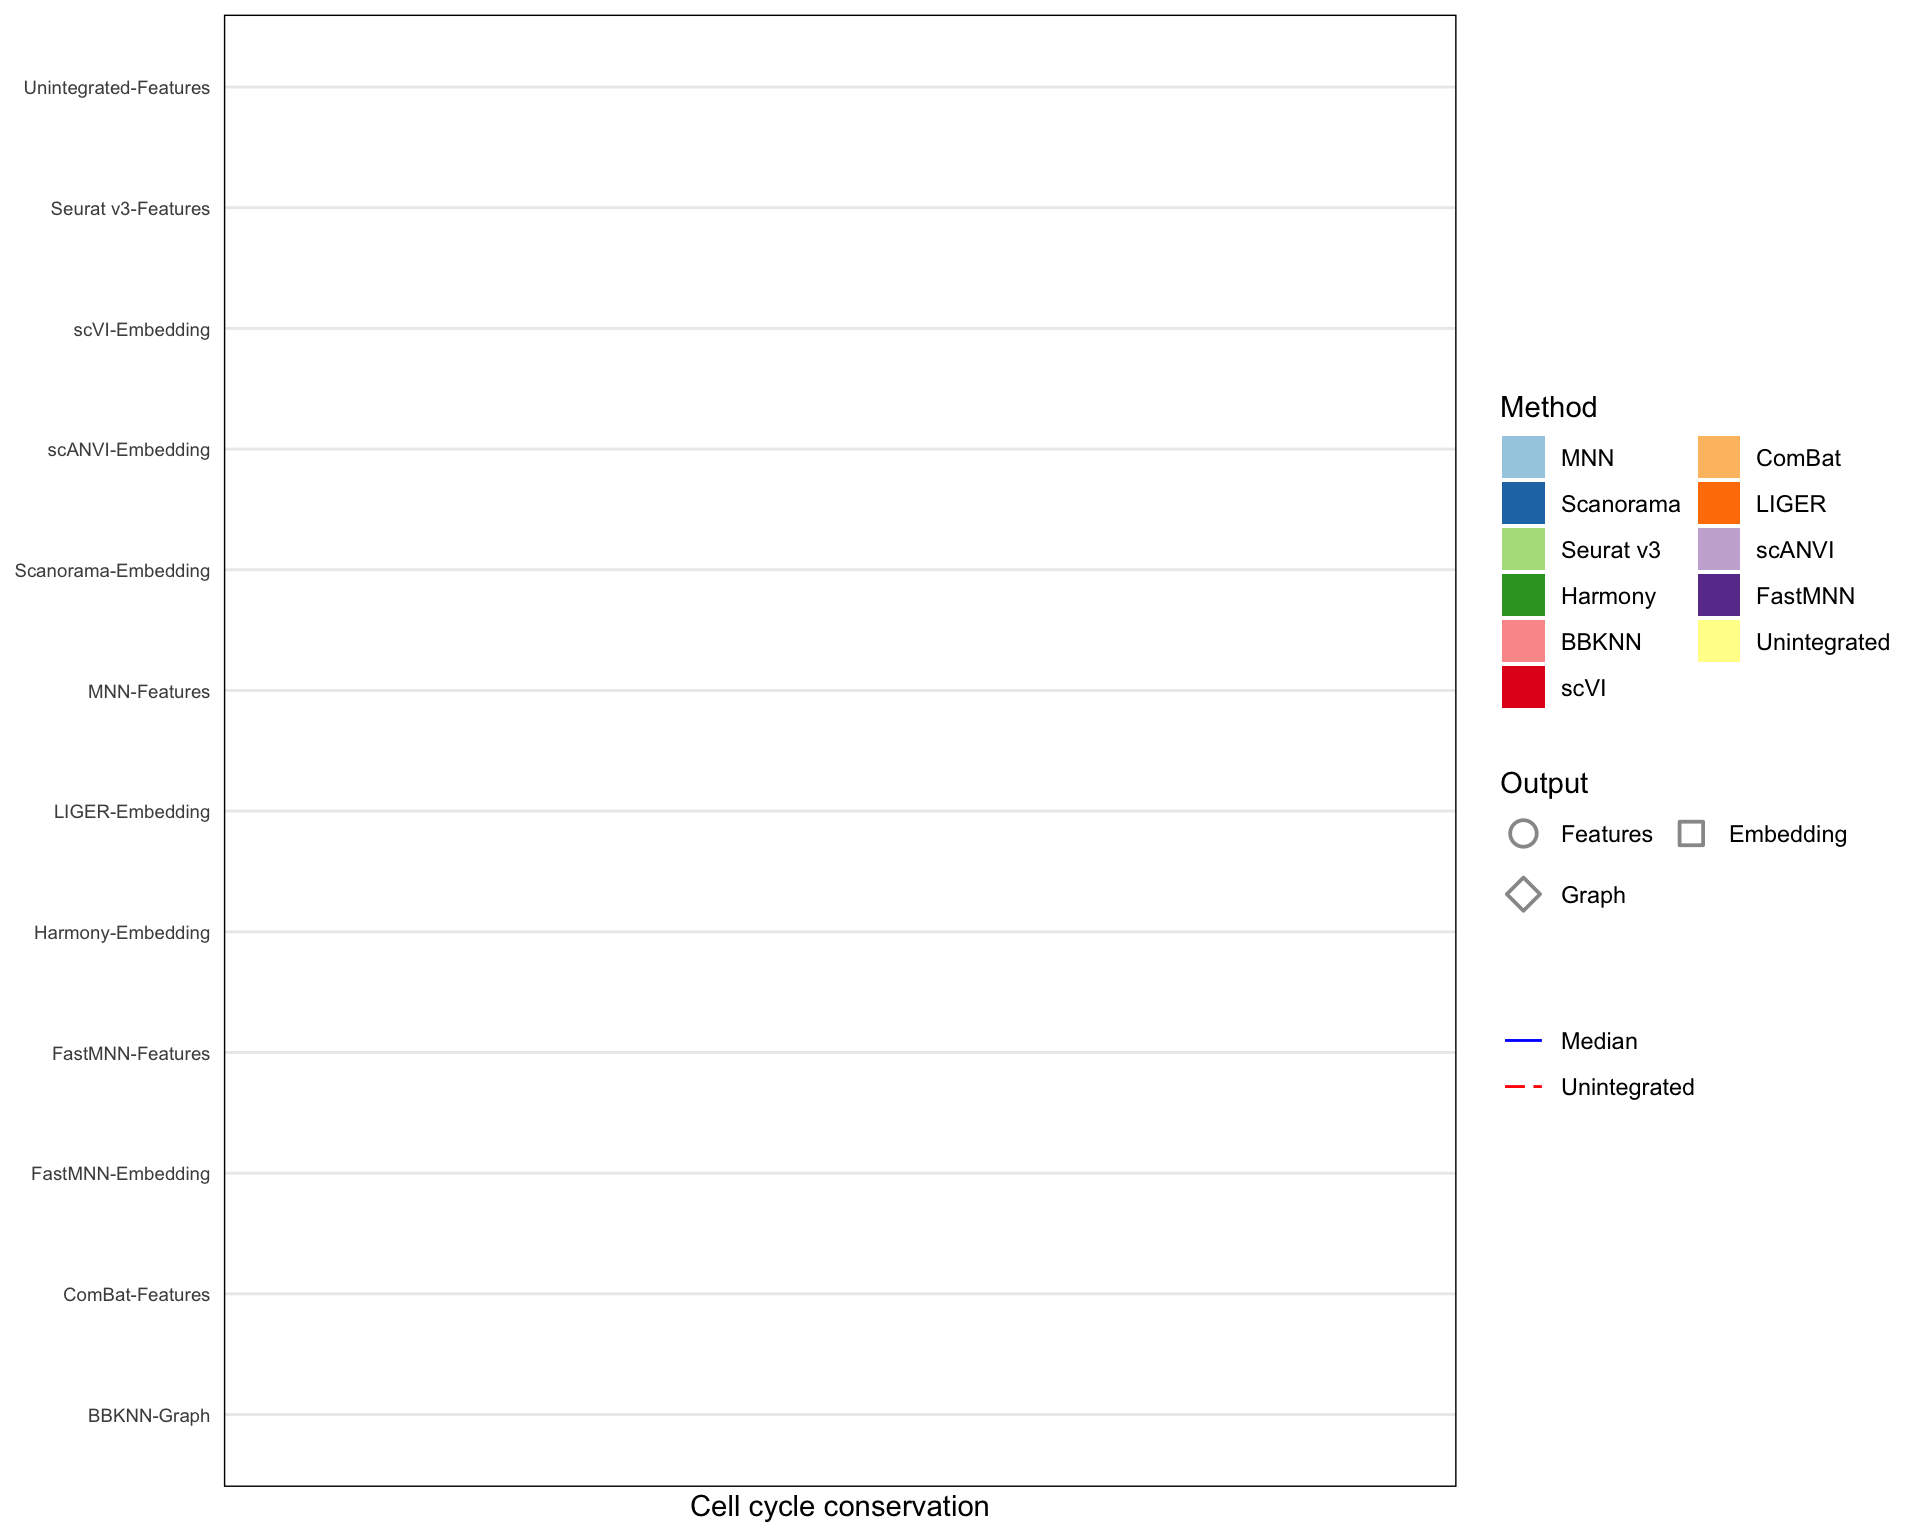 Unintegrated-Features
Seurat v3-Features
scVI-Embedding
scANVI-Embedding
Scanorama-Embedding
MNN-Features
LIGER-Embedding
Harmony-Embedding
FastMNN-Features
FastMNN-Embedding
ComBat-Features
BBKNN-Graph
Cell cycle conservation
Method
MNN
Scanorama
Seurat v3
Harmony
BBKNN
scVI
ComBat
LIGER
scANVI
FastMNN
Unintegrated
Output
Features
Embedding
Graph
Median
Unintegrated